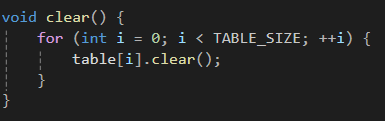 void clear() {
    for (int i = 0; i < TABLE_SIZE; ++i) {
        table[i].clear();
    }
}